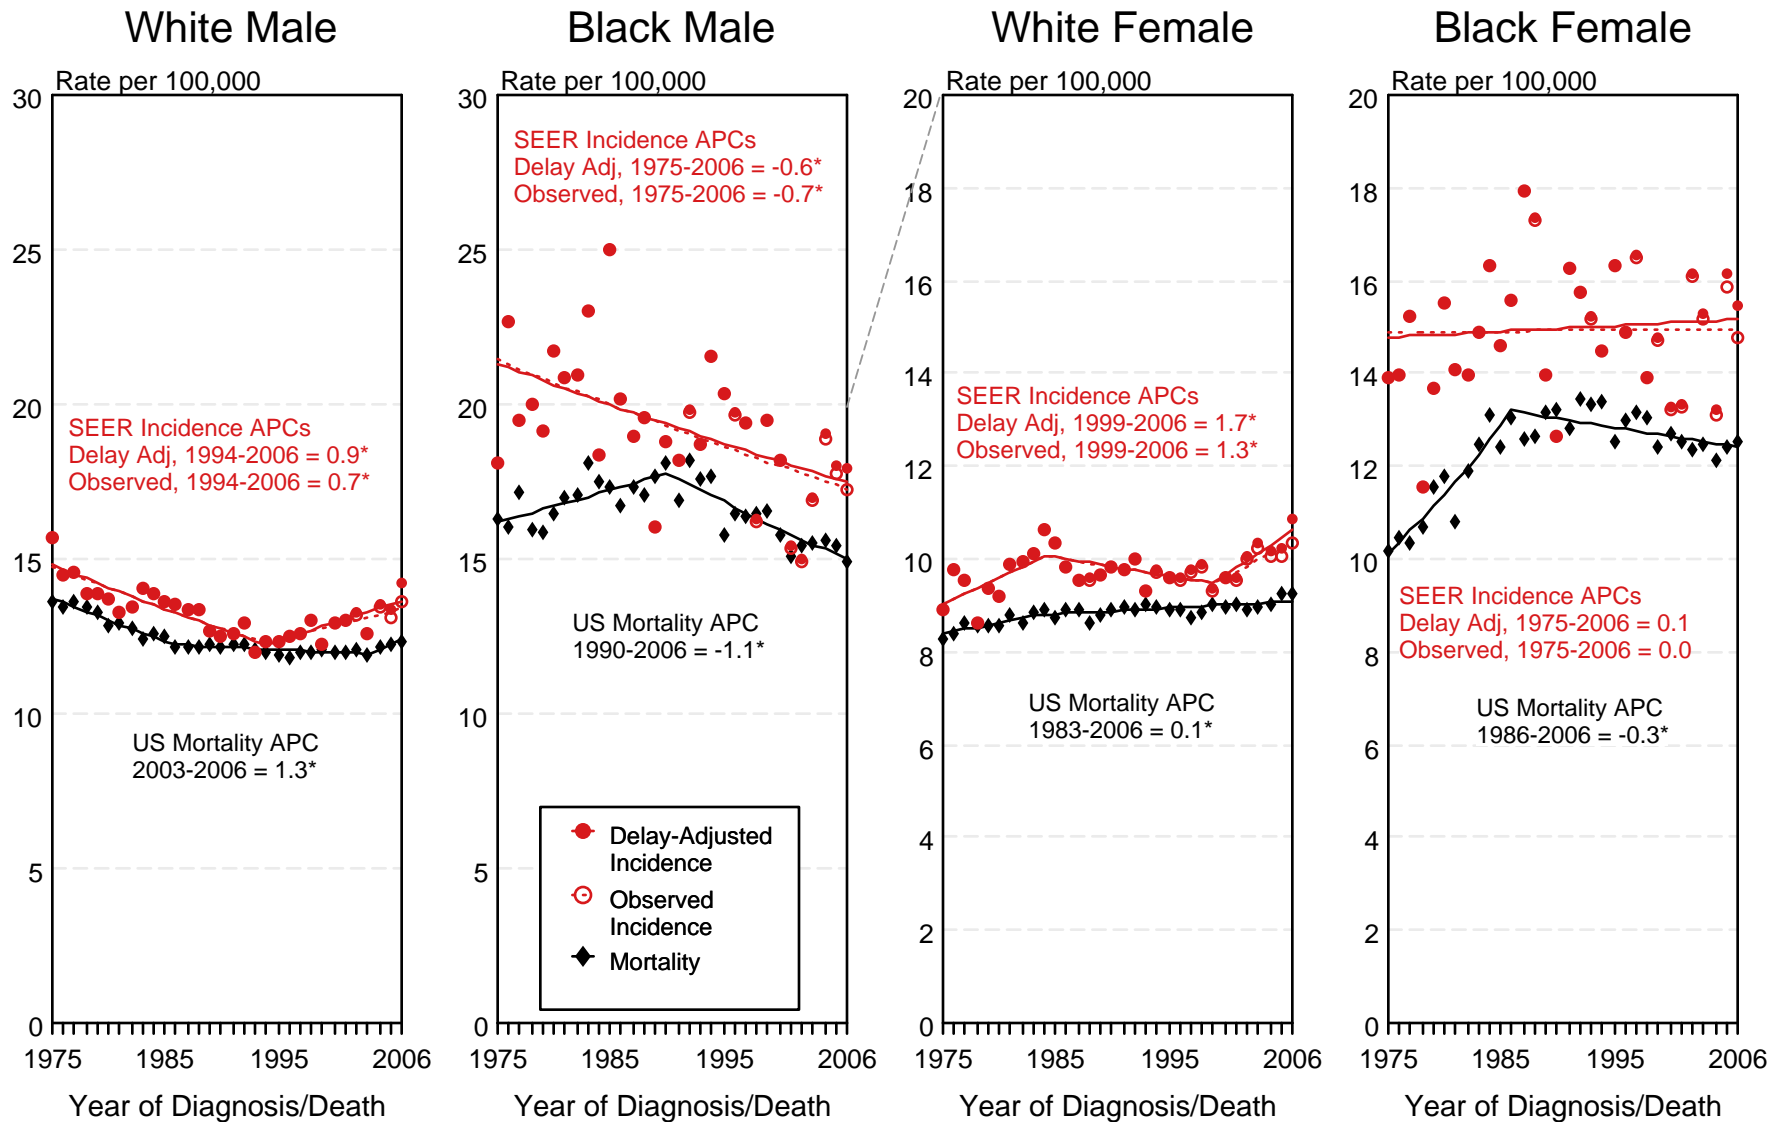 White Male
Black Male
White Female
Black Female
Rate per 100,000
30
25
20
15
10
5
0
SEER Incidence APCs
Delay Adj, 1994-2006 = 0.9*
Observed, 1994-2006 = 0.7*
US Mortality APC
2003-2006 = 1.3*
1975
1985
1995
2006
Year of Diagnosis/Death
Rate per 100,000
30
25
20
15
10
5
0
SEER Incidence APCs
Delay Adj, 1975-2006 = -0.6*
Observed, 1975-2006 = -0.7*
US Mortality APC
1990-2006 = -1.1*
Delay-Adjusted
Incidence
Observed
Incidence
Mortality
1975
1985
1995
2006
Year of Diagnosis/Death
Rate per 100,000
20
18
16
14
12
10
8
6
4
2
0
SEER Incidence APCs
Delay Adj, 1999-2006 = 1.7*
Observed, 1999-2006 = 1.3*
US Mortality APC
1983-2006 = 0.1*
1975
1985
1995
2006
Year of Diagnosis/Death
Rate per 100,000
20
18
16
14
12
10
8
6
4
2
0
SEER Incidence APCs
Delay Adj, 1975-2006 = 0.1
Observed, 1975-2006 = 0.0
US Mortality APC
1986-2006 = -0.3*
1975
1985
1995
2006
Year of Diagnosis/Death